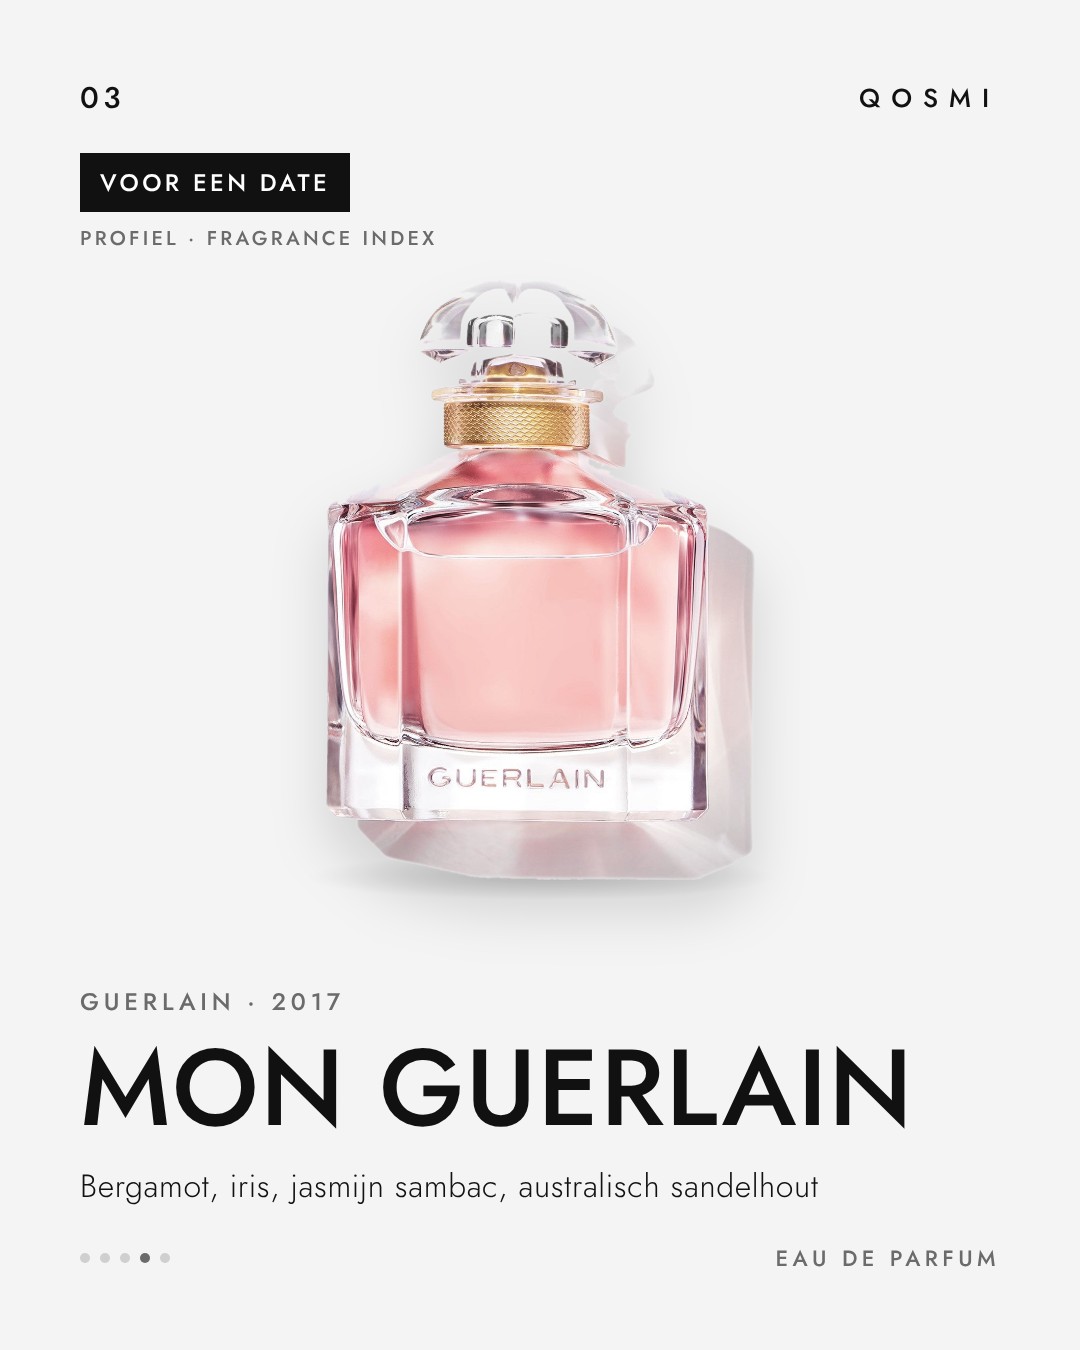 03
QOSMI
VOOR EEN DATE
PROFIEL · FRAGRANCE INDEX
GUERLAIN
GUERLAIN · 2017
MON GUERLAIN
Bergamot, iris, jasmijn sambac, australisch sandelhout
EAU DE PARFUM